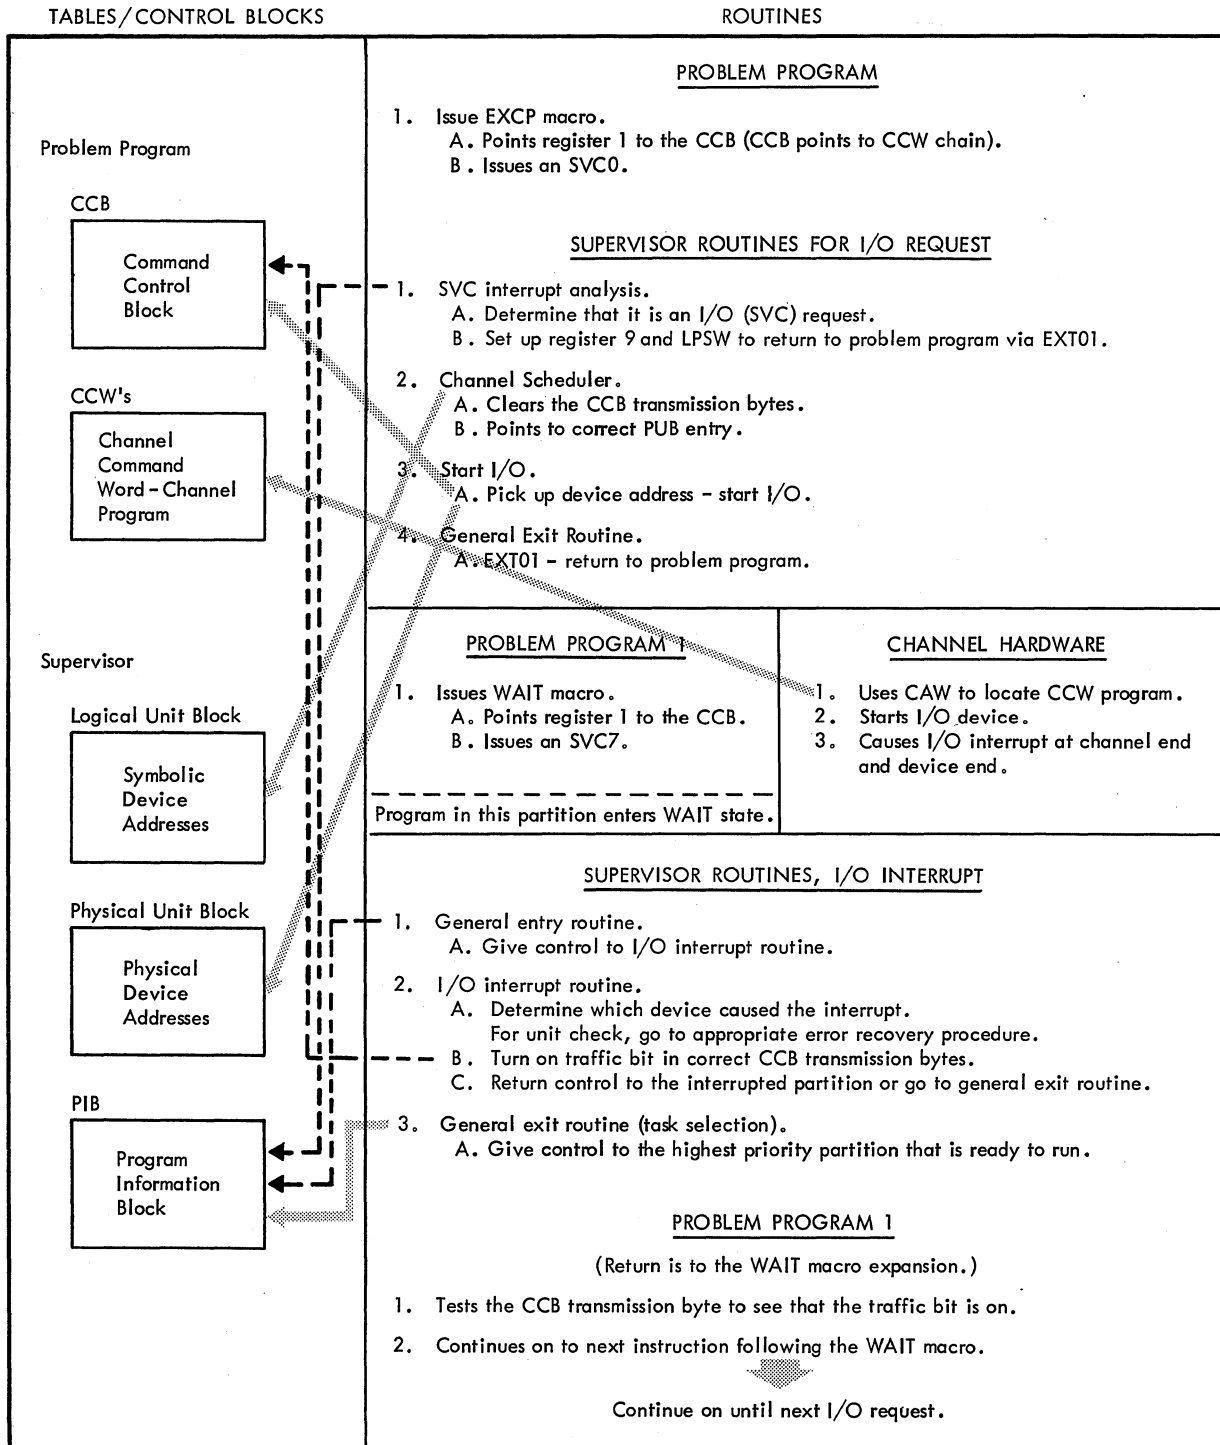 TABLES/CONTROL BLOCKS
ROUTINES
Problem Program
CCB
Command
Control
Block
CCW's
Channel
Command
Word - Channel
Program
Supervisor
Logical Unit Block
Symbolic
Device
Addresses
Physical Unit Block
Physical
Device
Addresses
PIB
Program
Information
Block
PROBLEM PROGRAM
1. Issue EXCP macro.
A. Points register 1 to the CCB (CCB points to CCW chain).
B. Issues an SVC0.
SUPERVISOR ROUTINES FOR I/O REQUEST
1. SVC interrupt analysis.
A. Determine that it is an I/O (SVC) request.
B. Set up register 9 and LPSW to return to problem program via EXT01.
2. Channel Scheduler.
A. Clears the CCB transmission bytes.
B. Points to correct PUB entry.
3. Start I/O.
A. Pick up device address - start I/O.
4. General Exit Routine.
A. EXT01 - return to problem program.
PROBLEM PROGRAM 1
1. Issues WAIT macro.
A. Points register 1 to the CCB.
B. Issues an SVC7.
Program in this partition enters WAIT state.
CHANNEL HARDWARE
1. Uses CAW to locate CCW program.
2. Starts I/O device.
3. Causes I/O interrupt at channel end
and device end.
SUPERVISOR ROUTINES, I/O INTERRUPT
1. General entry routine.
A. Give control to I/O interrupt routine.
2. I/O interrupt routine.
A. Determine which device caused the interrupt.
For unit check, go to appropriate error recovery procedure.
B. Turn on traffic bit in correct CCB transmission bytes.
C. Return control to the interrupted partition or go to general exit routine.
3. General exit routine (task selection).
A. Give control to the highest priority partition that is ready to run.
PROBLEM PROGRAM 1
(Return is to the WAIT macro expansion.)
1. Tests the CCB transmission byte to see that the traffic bit is on.
2. Continues on to next instruction following the WAIT macro.
Continue on until next I/O request.